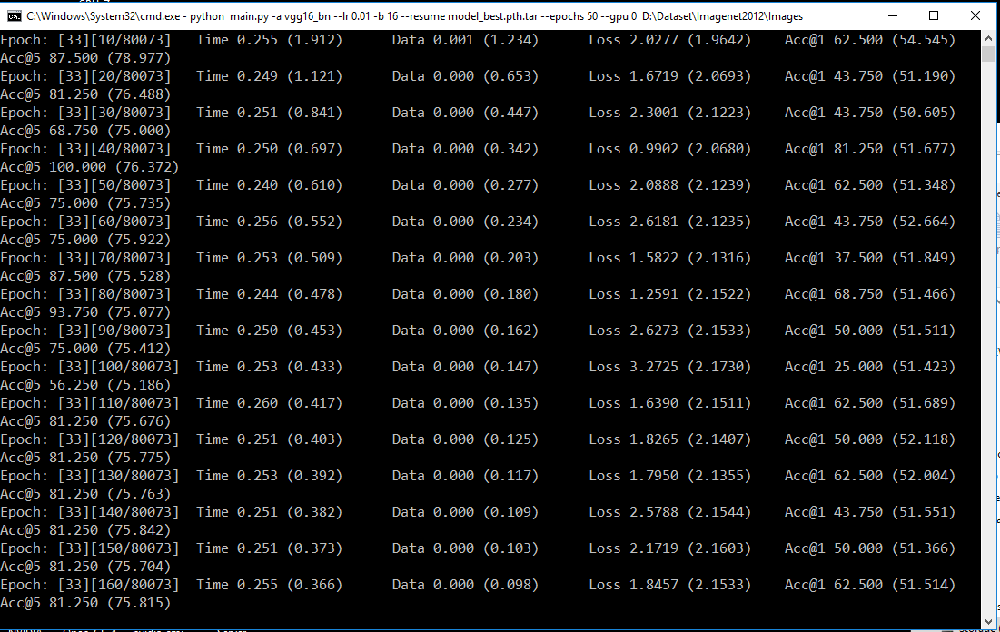 C:\Windows\System32\cmd.exe - python main.py -a vgg16_bn --lr 0.01 -b 16 --resume model_best.pth.tar --epochs 50 --gpu 0 D:\Dataset\Imagenet2012\Images
Epoch: [33][10/80073] Time 0.255 (1.912) Data 0.001 (1.234) Loss 2.0277 (1.9642) Acc@1 62.500 (54.545)
Acc@5 87.500 (78.977)
Epoch: [33][20/80073] Time 0.249 (1.121) Data 0.000 (0.653) Loss 1.6719 (2.0693) Acc@1 43.750 (51.190)
Acc@5 81.250 (76.488)
Epoch: [33][30/80073] Time 0.251 (0.841) Data 0.000 (0.447) Loss 2.3001 (2.1223) Acc@1 43.750 (50.605)
Acc@5 68.750 (75.000)
Epoch: [33][40/80073] Time 0.250 (0.697) Data 0.000 (0.342) Loss 0.9902 (2.0680) Acc@1 81.250 (51.677)
Acc@5 100.000 (76.372)
Epoch: [33][50/80073] Time 0.240 (0.610) Data 0.000 (0.277) Loss 2.0888 (2.1239) Acc@1 62.500 (51.348)
Acc@5 75.000 (75.735)
Epoch: [33][60/80073] Time 0.256 (0.552) Data 0.000 (0.234) Loss 2.6181 (2.1235) Acc@1 43.750 (52.664)
Acc@5 75.000 (75.922)
Epoch: [33][70/80073] Time 0.253 (0.509) Data 0.000 (0.203) Loss 1.5822 (2.1316) Acc@1 37.500 (51.849)
Acc@5 87.500 (75.528)
Epoch: [33][80/80073] Time 0.244 (0.478) Data 0.000 (0.180) Loss 1.2591 (2.1522) Acc@1 68.750 (51.466)
Acc@5 93.750 (75.077)
Epoch: [33][90/80073] Time 0.250 (0.453) Data 0.000 (0.162) Loss 2.6273 (2.1533) Acc@1 50.000 (51.511)
Acc@5 75.000 (75.412)
Epoch: [33][100/80073] Time 0.253 (0.433) Data 0.000 (0.147) Loss 3.2725 (2.1730) Acc@1 25.000 (51.423)
Acc@5 56.250 (75.186)
Epoch: [33][110/80073] Time 0.260 (0.417) Data 0.000 (0.135) Loss 1.6390 (2.1511) Acc@1 62.500 (51.689)
Acc@5 81.250 (75.676)
Epoch: [33][120/80073] Time 0.251 (0.403) Data 0.000 (0.125) Loss 1.8265 (2.1407) Acc@1 50.000 (52.118)
Acc@5 81.250 (75.775)
Epoch: [33][130/80073] Time 0.253 (0.392) Data 0.000 (0.117) Loss 1.7950 (2.1355) Acc@1 62.500 (52.004)
Acc@5 81.250 (75.763)
Epoch: [33][140/80073] Time 0.251 (0.382) Data 0.000 (0.109) Loss 2.5788 (2.1544) Acc@1 43.750 (51.551)
Acc@5 81.250 (75.842)
Epoch: [33][150/80073] Time 0.251 (0.373) Data 0.000 (0.103) Loss 2.1719 (2.1603) Acc@1 50.000 (51.366)
Acc@5 81.250 (75.704)
Epoch: [33][160/80073] Time 0.255 (0.366) Data 0.000 (0.098) Loss 1.8457 (2.1533) Acc@1 62.500 (51.514)
Acc@5 81.250 (75.815)